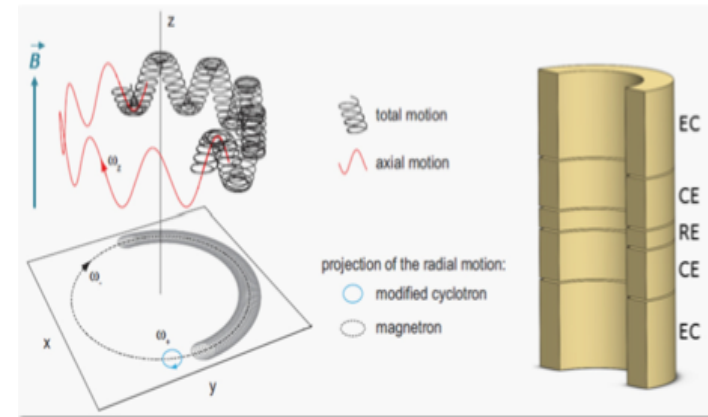 z
B
total motion
axial motion
ω_z
projection of the radial motion:
modified cyclotron
magnetron
ω_-
ω_+
x
y
EC
CE
RE
CE
EC